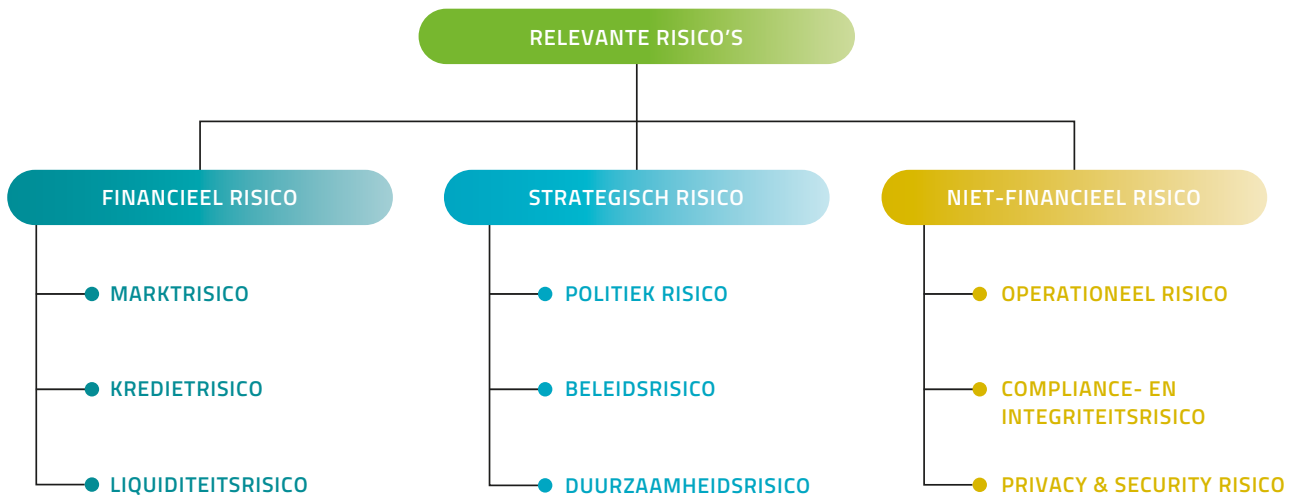 RELEVANTE RISICO'S
FINANCIEEL RISICO
MARKTRISICO
KREDIETRISICO
LIQUIDITEITSRISICO
STRATEGISCH RISICO
POLITIEK RISICO
BELEIDSRISICO
DUURZAAMHEIDSRISICO
NIET-FINANCIEEL RISICO
OPERATIONEEL RISICO
COMPLIANCE- EN
INTEGRITEITSRISICO
PRIVACY & SECURITY RISICO